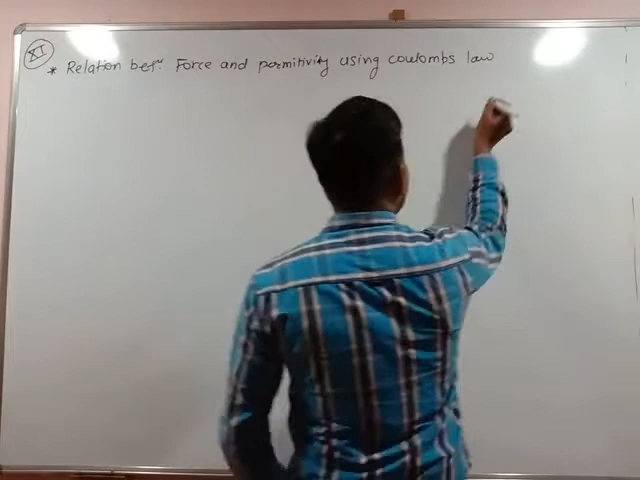 XI
* Relation betⁿ. Force and permitivity using coulombs law